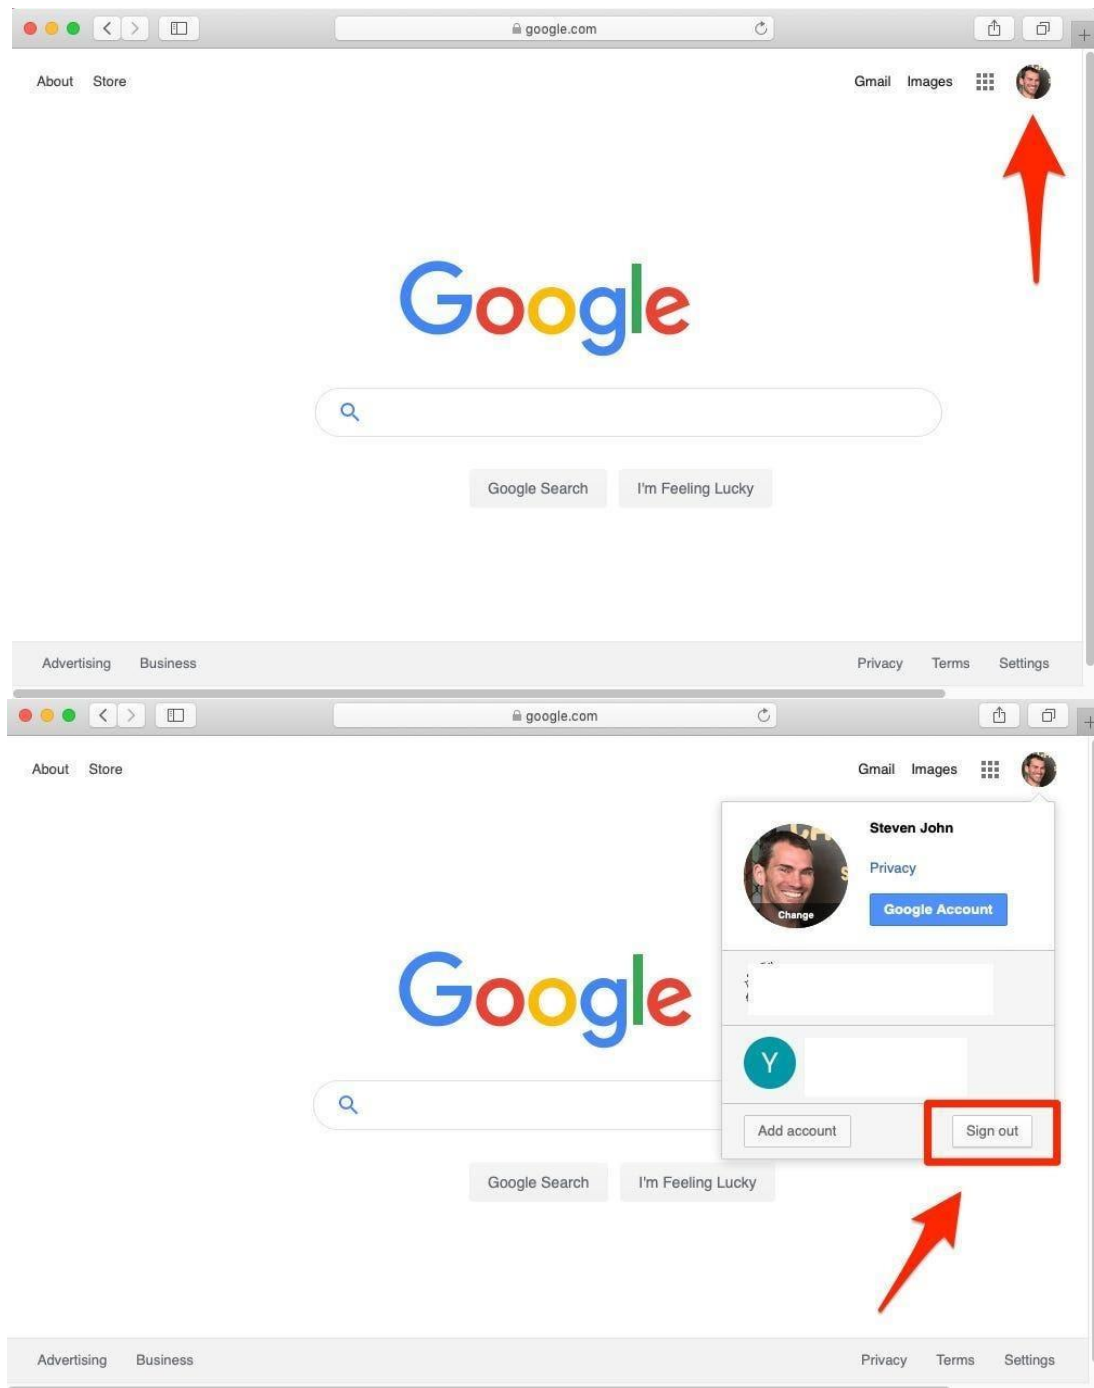 google.com
About Store Gmail Images
Google
Google Search I'm Feeling Lucky
Advertising Business Privacy Terms Settings
google.com
About Store Gmail Images
Steven John
Privacy
Change Google Account
Google
Y
Add account Sign out
Google Search I'm Feeling Lucky
Advertising Business Privacy Terms Settings